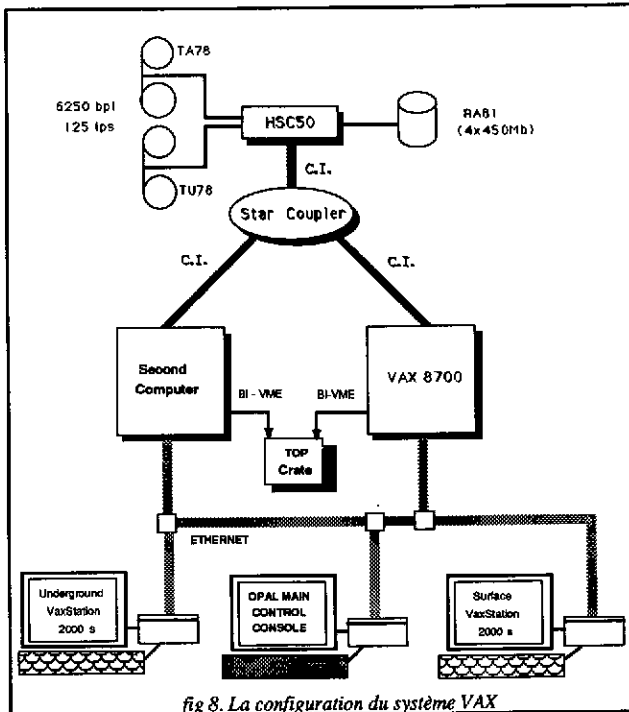 TA78
6250 bpi
125 ips
TU78
HSC50
RA81
(4x450Mb)
C.I.
Star Coupler
C.I.
C.I.
Second
Computer
VAX 8700
BI - VME
BI-VME
TOP
Crate
ETHERNET
Underground
VaxStation
2000 s
OPAL MAIN
CONTROL
CONSOLE
Surface
VaxStation
2000 s
fig 8. La configuration du système VAX